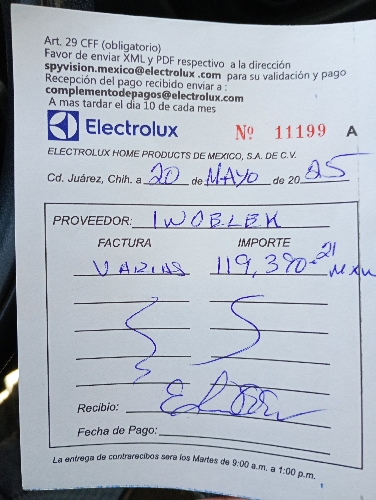 Art. 29 CFF (obligatorio)
Favor de enviar XML y PDF respectivo a la dirección
spyvision.mexico@electrolux .com para su validación y pago
Recepción del pago recibido enviar a :
complementodepagos@electrolux.com
A mas tardar el dia 10 de cada mes
Electrolux Nº 11199 A
ELECTROLUX HOME PRODUCTS DE MEXICO, S.A. DE C.V.
Cd. Juárez, Chih. a 20 de MAYO de 20 25
PROVEEDOR:
FACTURA IMPORTE
VARIAS 119,390.21
Recibio:
Fecha de Pago:
La entrega de contrarecibos sera los Martes de 9:00 a.m. a 1:00 p.m.